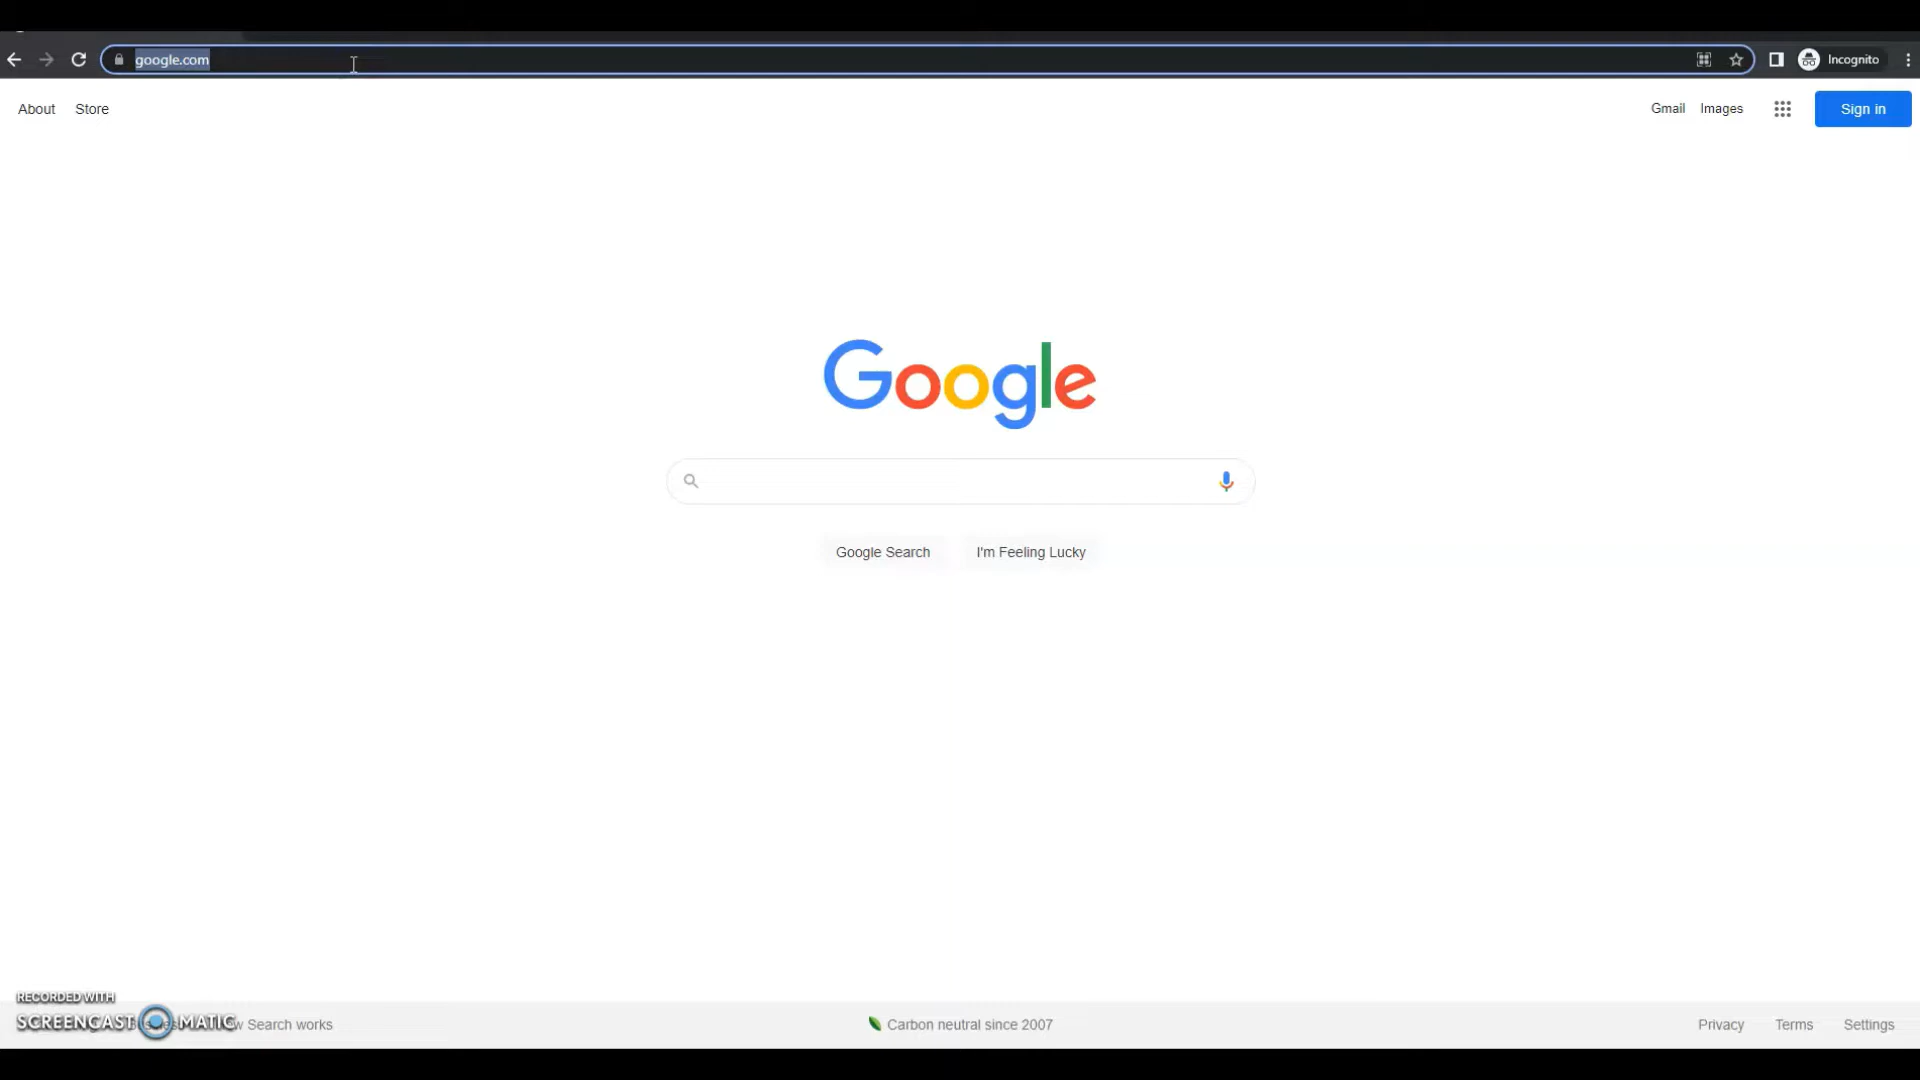 google.com
Incognito
About Store
Gmail Images Sign in
Google
Google Search I'm Feeling Lucky
RECORDED WITH
SCREENCAST MATIC
Search works
Carbon neutral since 2007
Privacy Terms Settings